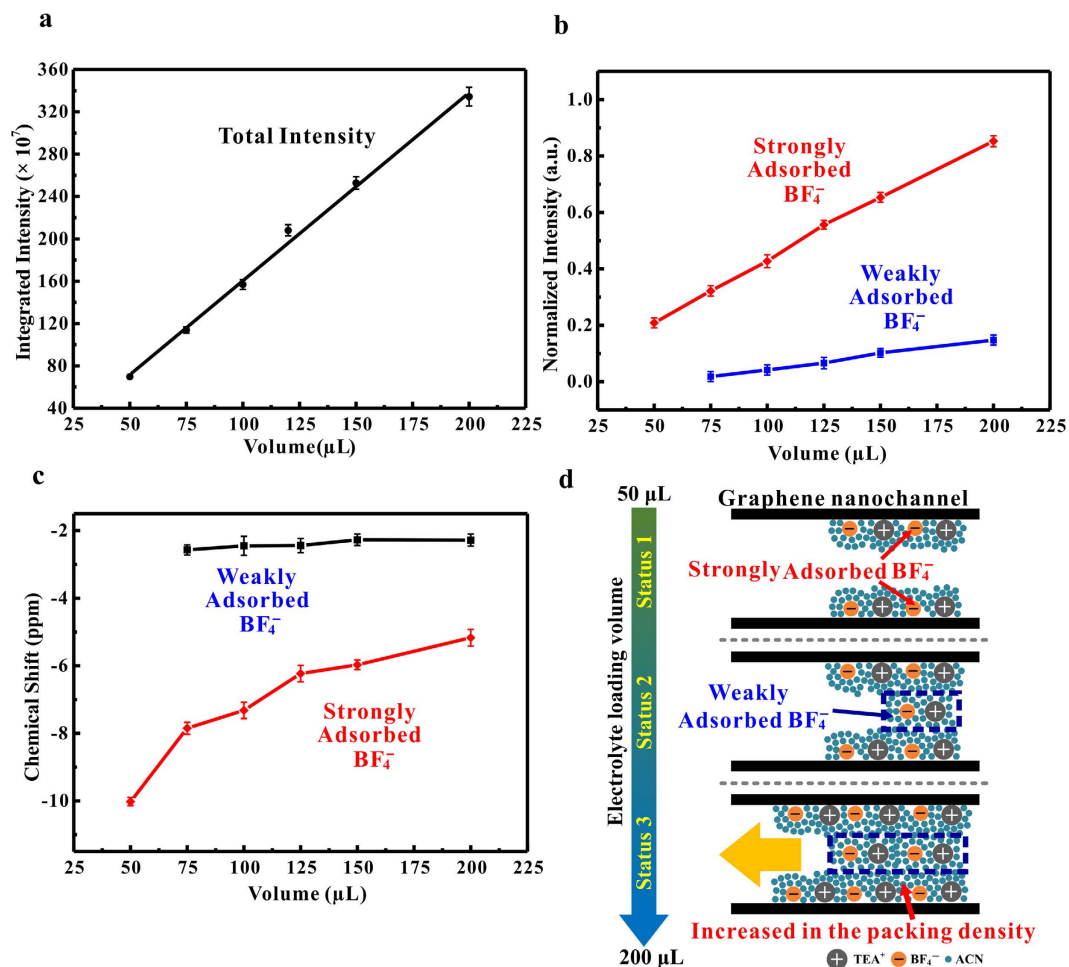 a
360
320
280
240
200
160
120
80
40
Integrated Intensity (× 10⁷)
Total Intensity
25 50 75 100 125 150 175 200 225
Volume(μL)
b
1.0
0.8
0.6
0.4
0.2
0.0
Normalized Intensity (a.u.)
Strongly
Adsorbed
BF₄⁻
Weakly
Adsorbed
BF₄⁻
25 50 75 100 125 150 175 200 225
Volume (μL)
c
-2
-4
-6
-8
-10
Chemical Shift (ppm)
Weakly
Adsorbed
BF₄⁻
Strongly
Adsorbed
BF₄⁻
25 50 75 100 125 150 175 200 225
Volume (μL)
d
50 μL
Electrolyte loading volume
Status 1
Status 2
Status 3
200 μL
Graphene nanochannel
Strongly Adsorbed BF₄⁻
Weakly
Adsorbed BF₄⁻
Increased in the packing density
+ TEA⁺ − BF₄⁻ ACN